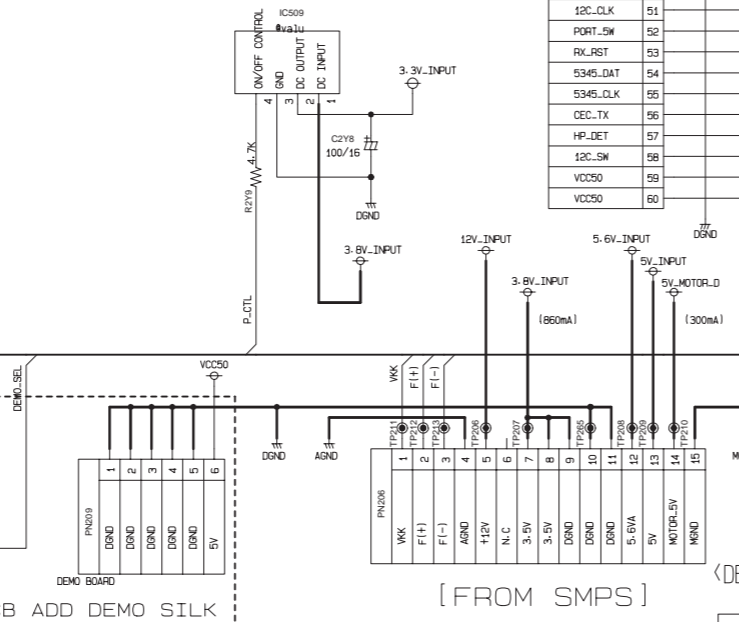 IC509
@valu
ON/OFF CONTROL
GND
DC OUTPUT
DC INPUT
4
3
2
1
3.3V_INPUT
C2Y8
100/16
+
DGND
R2Y9
4.7K
3.8V_INPUT
P_CTL
12C_CLK 51
PORT_5W 52
RX_RST 53
5345_DAT 54
5345_CLK 55
CEC_TX 56
HP_DET 57
12C_SW 58
VCC50 59
VCC50 60
DGND
12V_INPUT
3.8V_INPUT
(860mA)
5.6V_INPUT
5V_INPUT
5V_MOTOR_D
(300mA)
DEMO_SEL
VCC50
DGND
AGND
VKK
F(+)
F(-)
TP211
TP212
TP213
TP206
TP207
TP265
TP208
TP209
TP210
PN209
1 2 3 4 5 6
DGND DGND DGND DGND DGND 5V
DEMO BOARD
CB ADD DEMO SILK
PN206
1 2 3 4 5 6 7 8 9 10 11 12 13 14 15
VKK F(+) F(-) AGND +12V N.C 3.5V 3.5V DGND DGND DGND 5.6VA 5V MOTOR_5V MGND
[FROM SMPS]
M
<DE